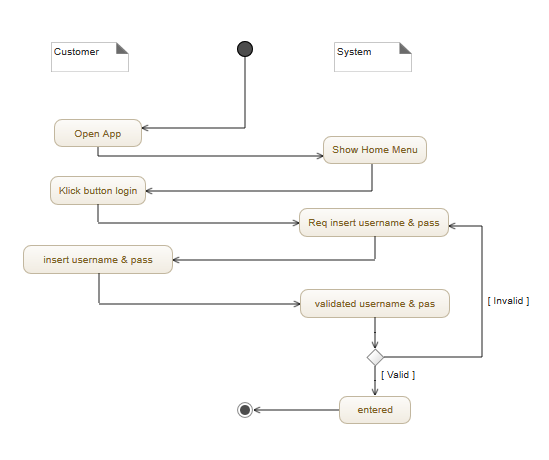 Customer
System
Open App
Show Home Menu
Klick button login
Req insert username & pass
insert username & pass
validated username & pas
[ Invalid ]
[ Valid ]
entered